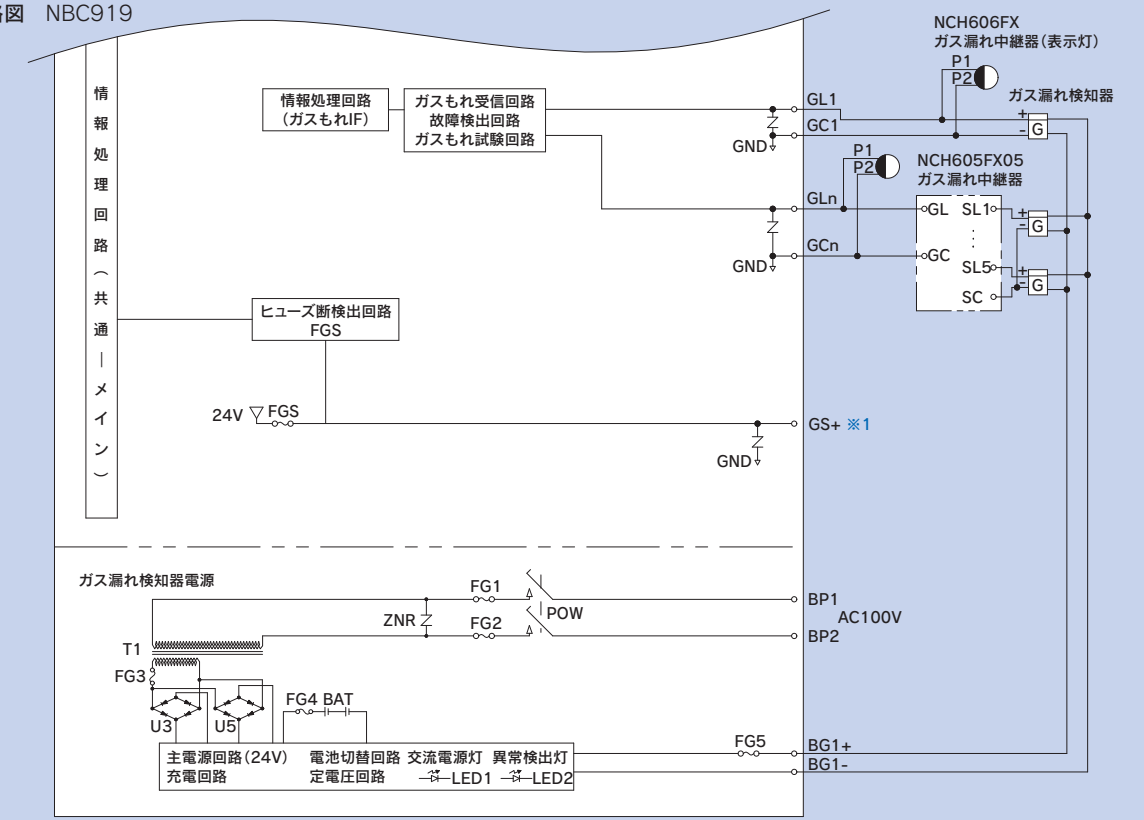 略図 NBC919
NCH606FX
ガス漏れ中継器(表示灯)
P1
P2
ガス漏れ検知器
情報処理回路(共通ーメイン)
情報処理回路
(ガスもれIF)
ガスもれ受信回路
故障検出回路
ガスもれ試験回路
GL1
GC1
GND
+
-
G
P1
P2
NCH605FX05
ガス漏れ中継器
GLn
GCn
GND
GL
SL1
:
GC
SL5
SC
+
-
G
+
-
G
ヒューズ断検出回路
FGS
24V
FGS
GS+ ※1
GND
ガス漏れ検知器電源
FG1
BP1
ZNR
FG2
POW
AC100V
BP2
T1
FG3
U3
U5
FG4 BAT
主電源回路(24V)
充電回路
電池切替回路
定電圧回路
交流電源灯
LED1
異常検出灯
LED2
FG5
BG1+
BG1-